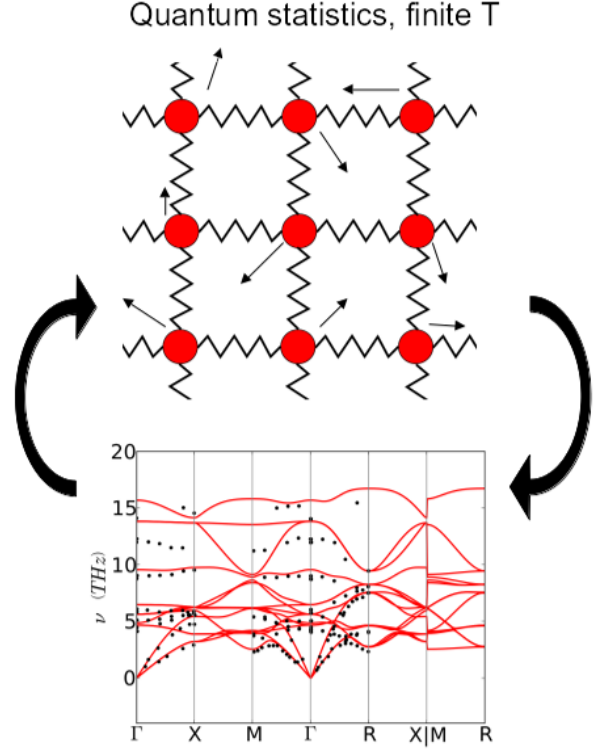 Quantum statistics, finite T
20
15
10
5
0
ν (THz)
Γ X M Γ R X|M R